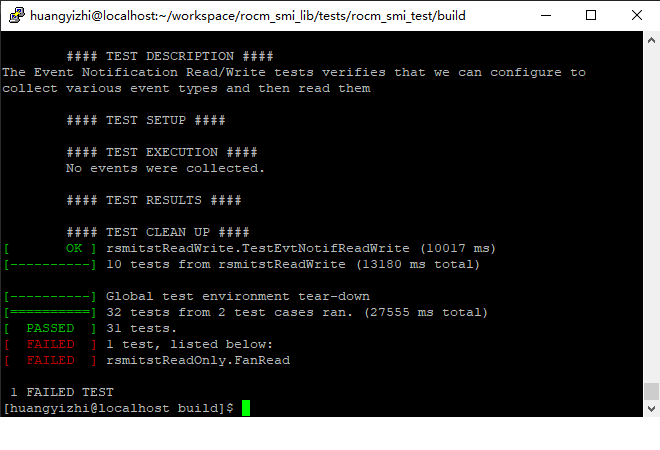 huangyizhi@localhost:~/workspace/rocm_smi_lib/tests/rocm_smi_test/build
#### TEST DESCRIPTION ####
The Event Notification Read/Write tests verifies that we can configure to
collect various event types and then read them
#### TEST SETUP ####
#### TEST EXECUTION ####
No events were collected.
#### TEST RESULTS ####
#### TEST CLEAN UP ####
[       OK ] rsmitstReadWrite.TestEvtNotifReadWrite (10017 ms)
[----------] 10 tests from rsmitstReadWrite (13180 ms total)
[----------] Global test environment tear-down
[==========] 32 tests from 2 test cases ran. (27555 ms total)
[  PASSED  ] 31 tests.
[  FAILED  ] 1 test, listed below:
[  FAILED  ] rsmitstReadOnly.FanRead
1 FAILED TEST
[huangyizhi@localhost build]$